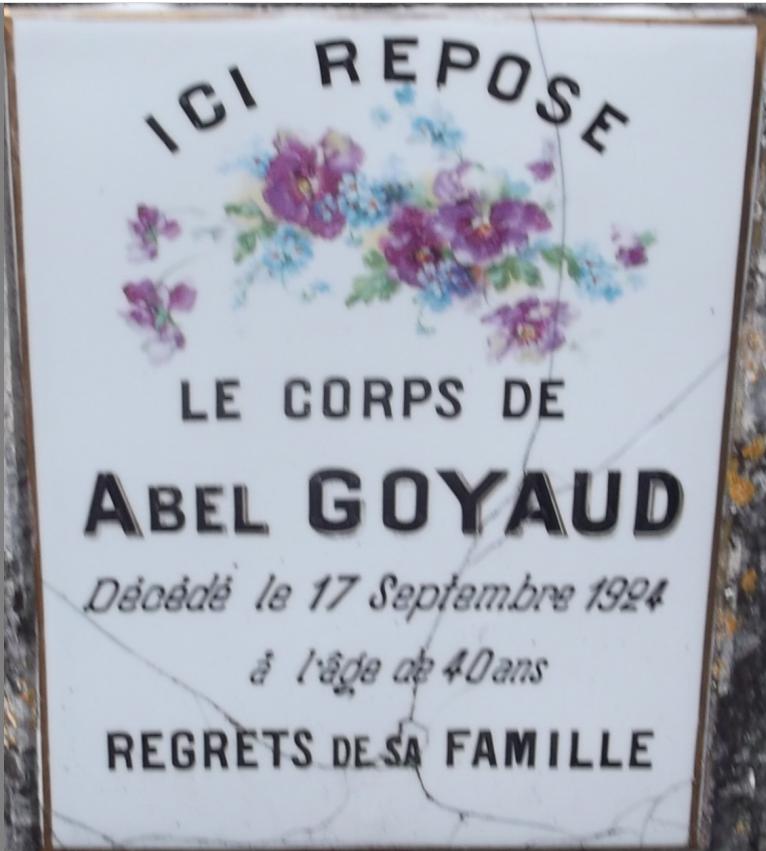 ICI REPOSE
LE CORPS DE
ABEL GOYAUD
Décédé le 17 Septembre 1924
à l'âge de 40 ans
REGRETS DE SA FAMILLE